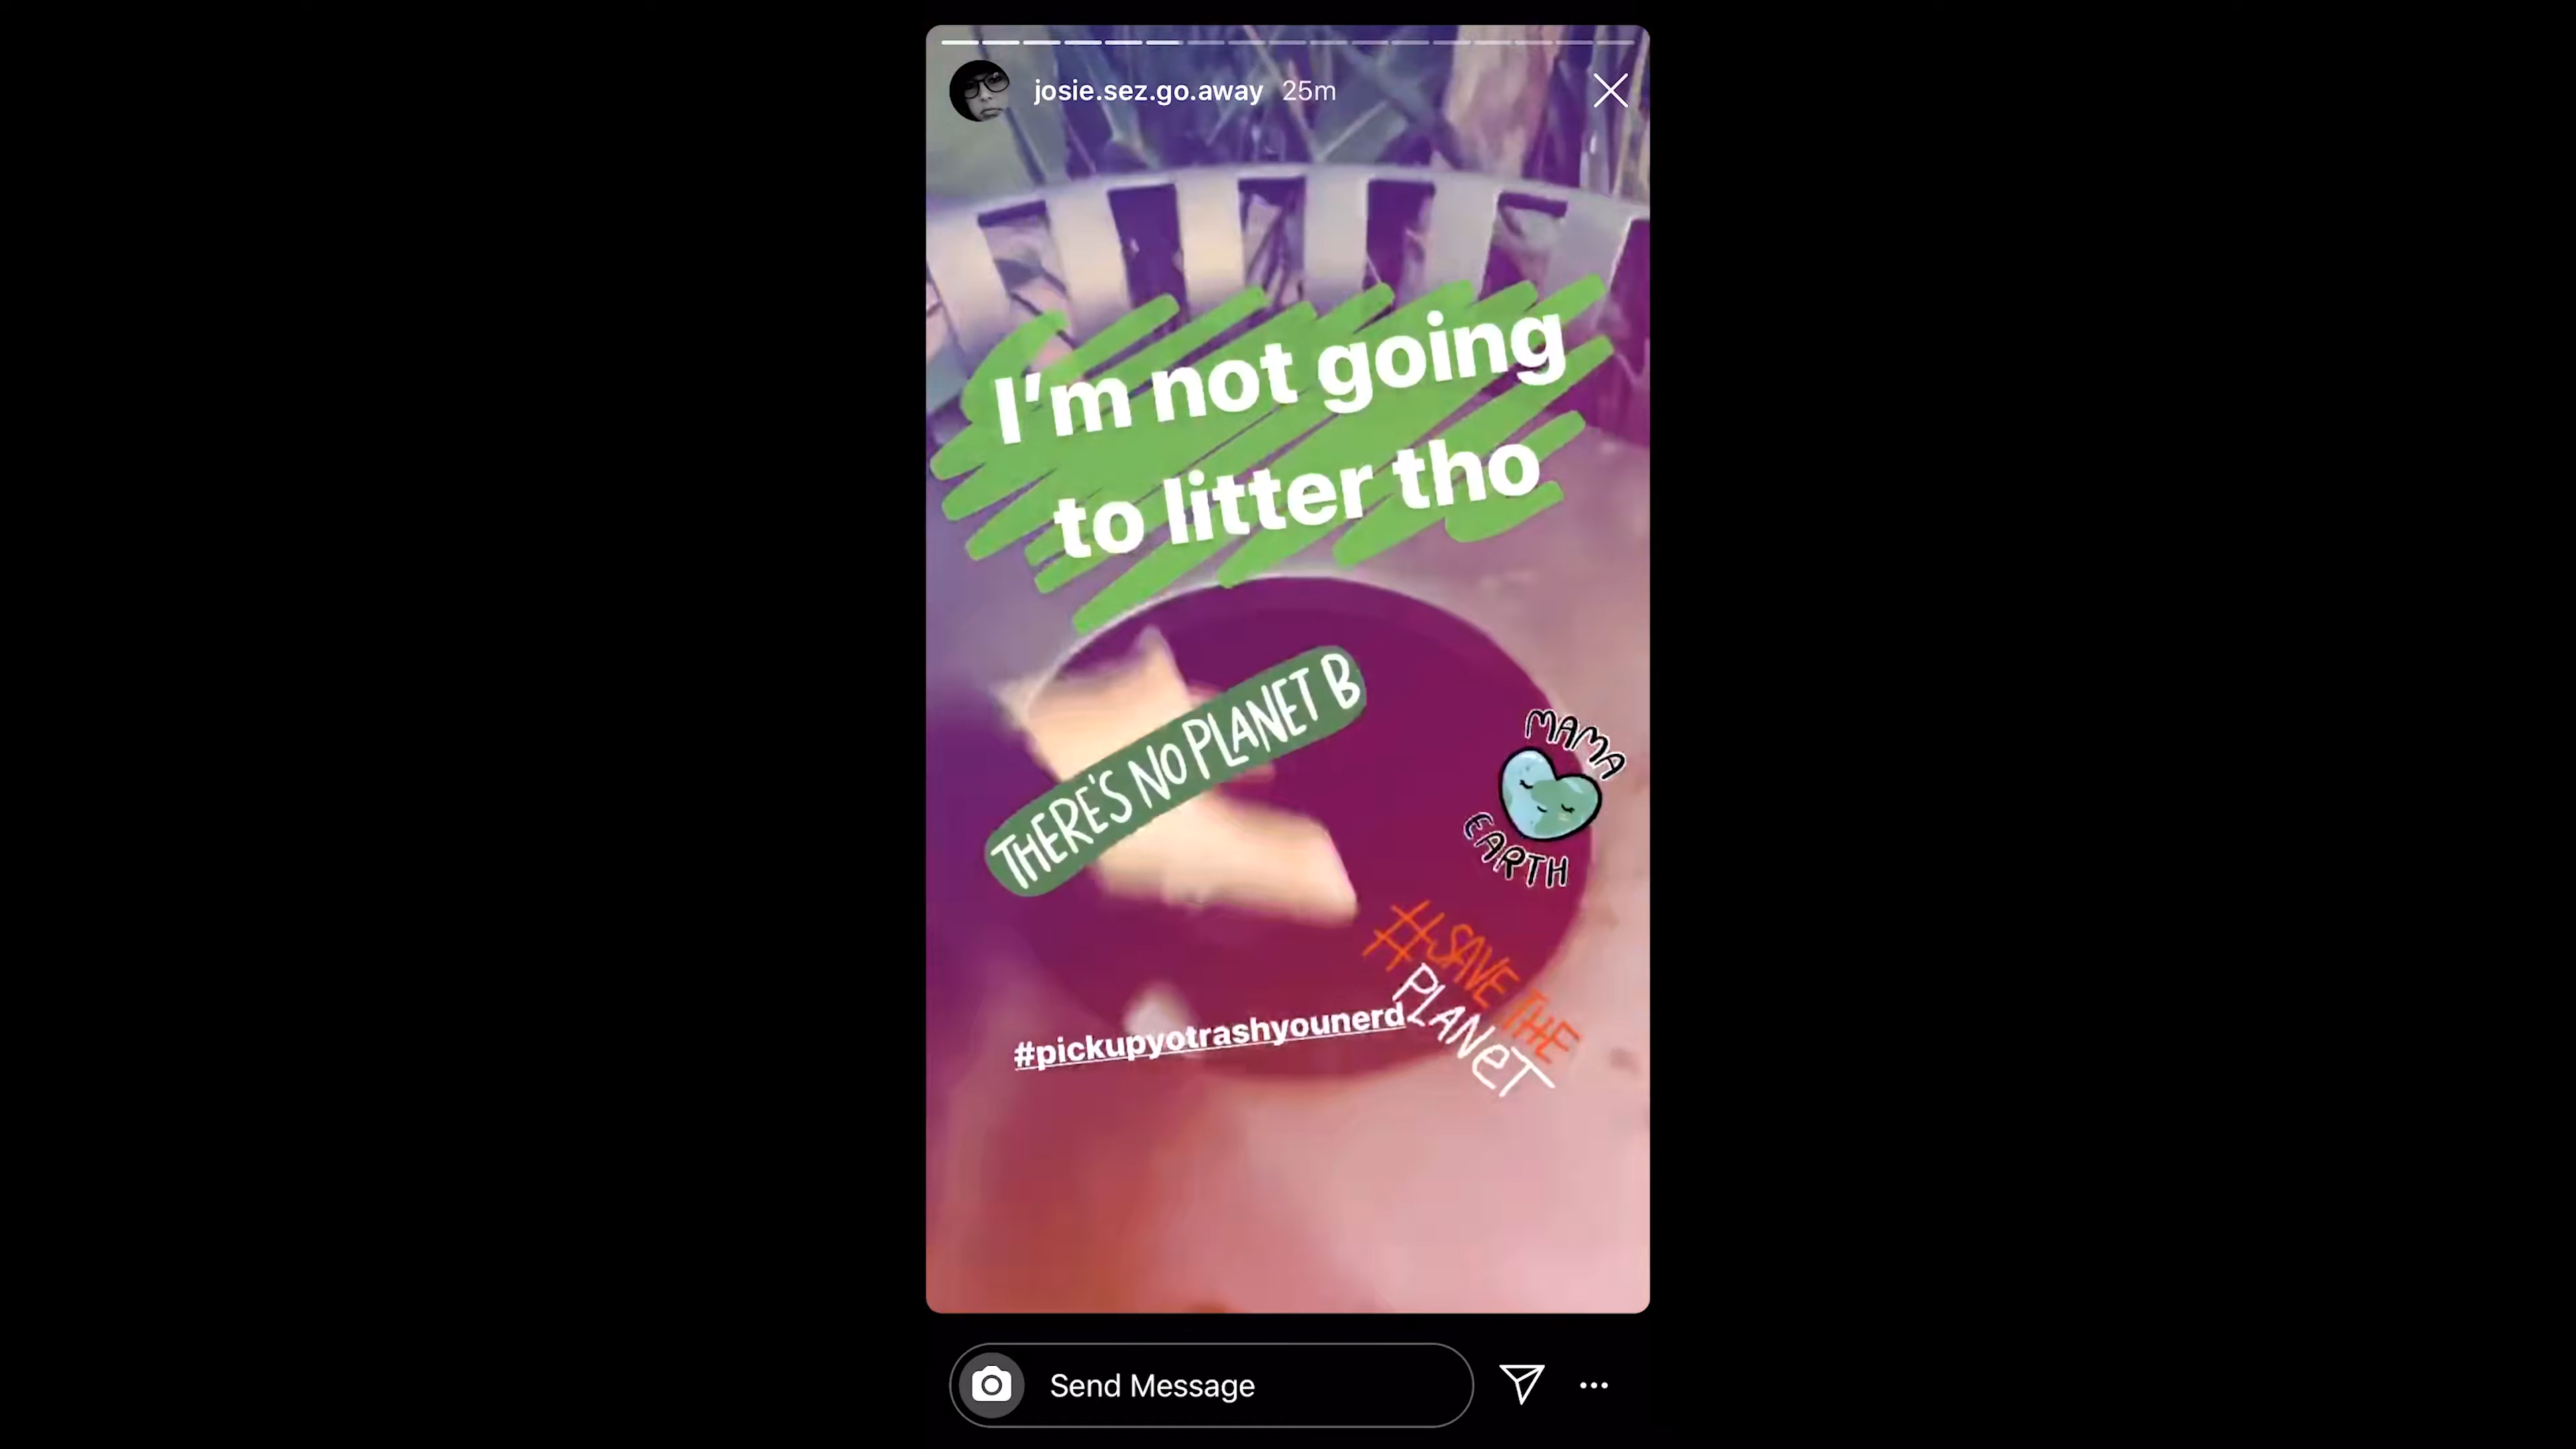 josie.sez.go.away 25m
I'm not going
to litter tho
THERE'S NO PLANET B
MAMA
EARTH
#SAVE THE
PLANET
#pickupyotrashyounerd
Send Message